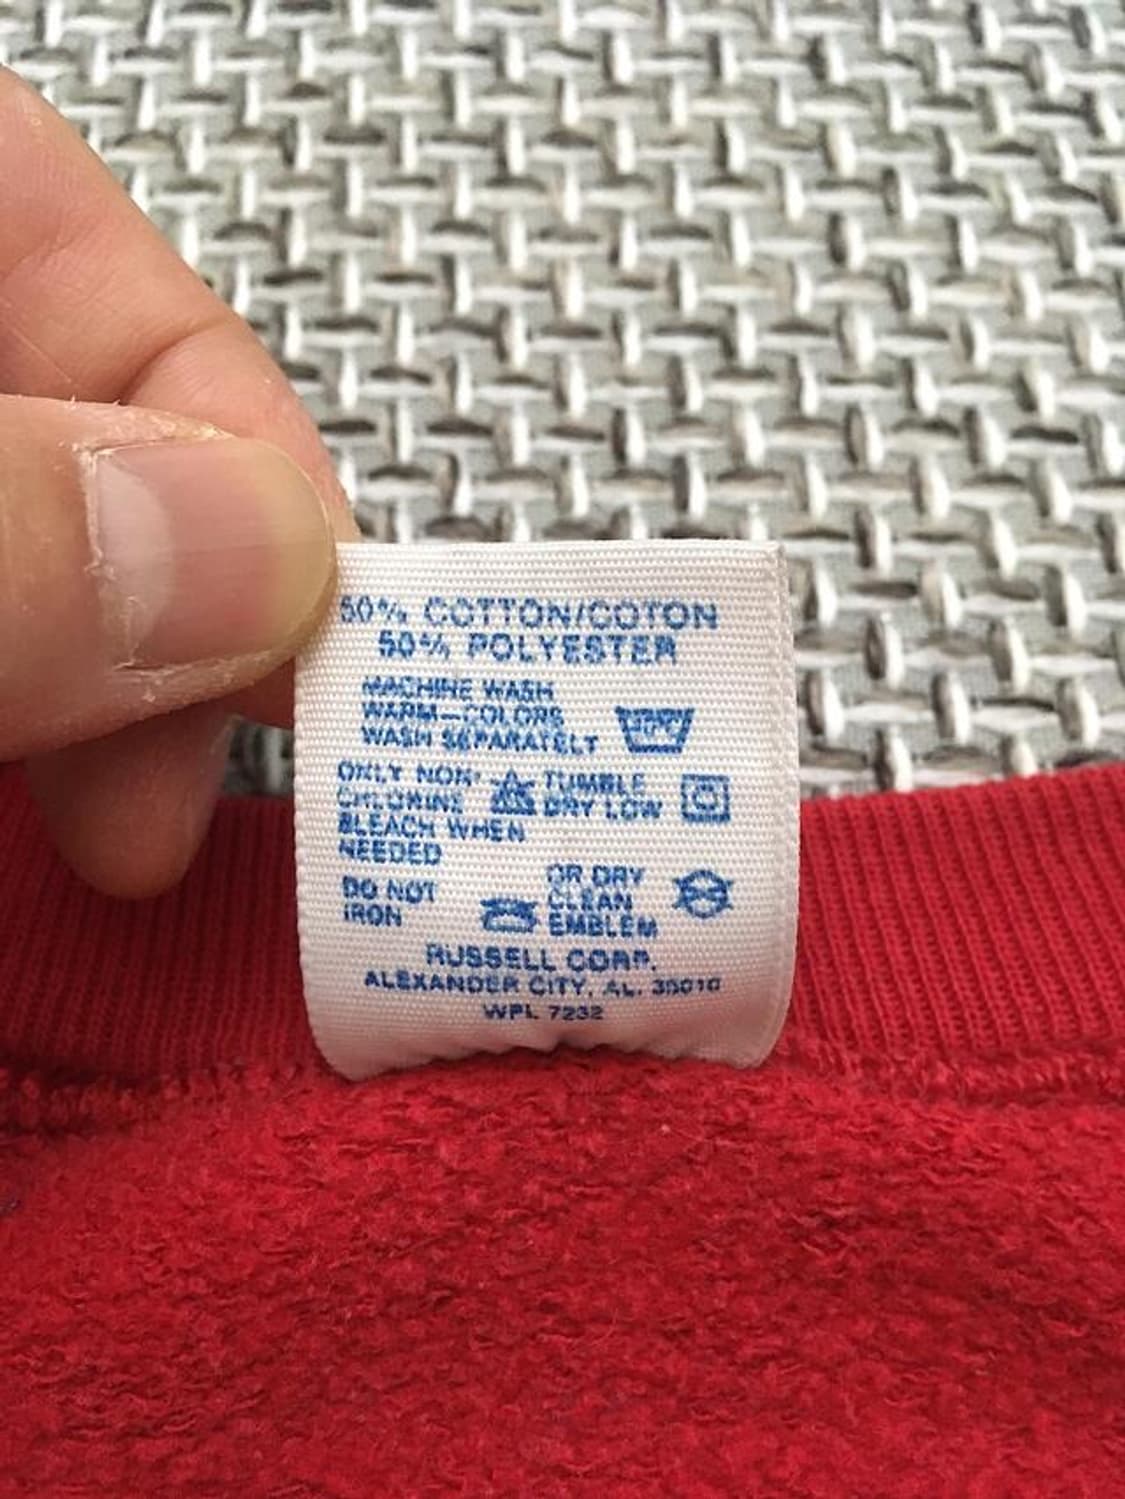 50% COTTON/COTON
50% POLYESTER
MACHINE WASH
WARM—COLORS
WASH SEPARATELY
ONLY NON-
CHLORINE
BLEACH WHEN
NEEDED
TUMBLE
DRY LOW
DO NOT
IRON
OR DRY
CLEAN
EMBLEM
RUSSELL CORP.
ALEXANDER CITY, AL. 35010
WPL 7232